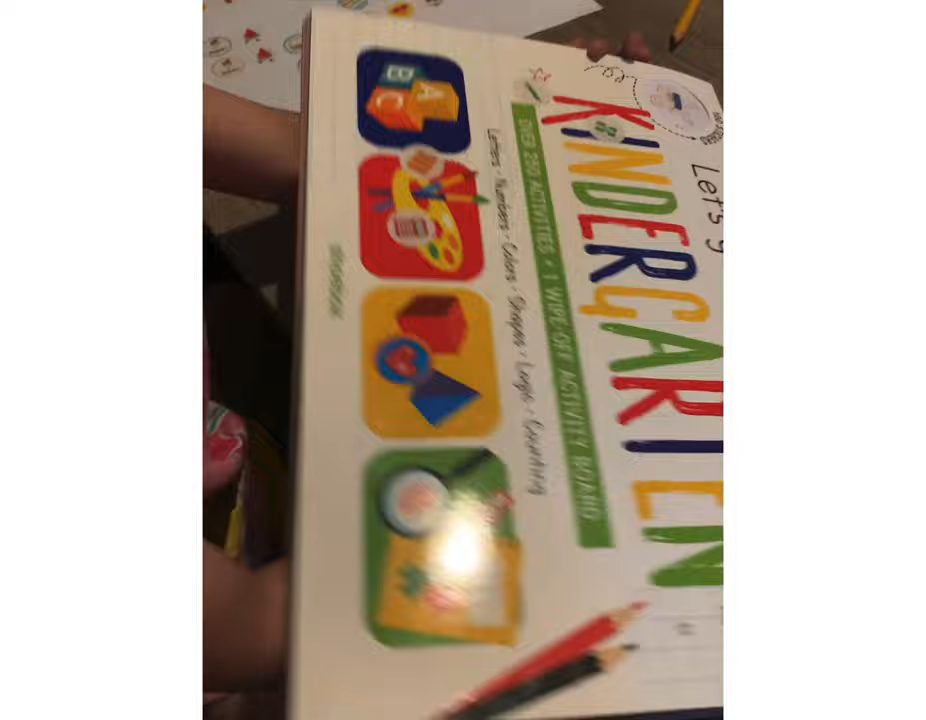 Let's g
KINDERGARTEN
OVER 250 ACTIVITIES + 1 WIPE-OFF ACTIVITY BOARD
Letters • Numbers • Colors • Shapes • Logic • Counting
A
B
C